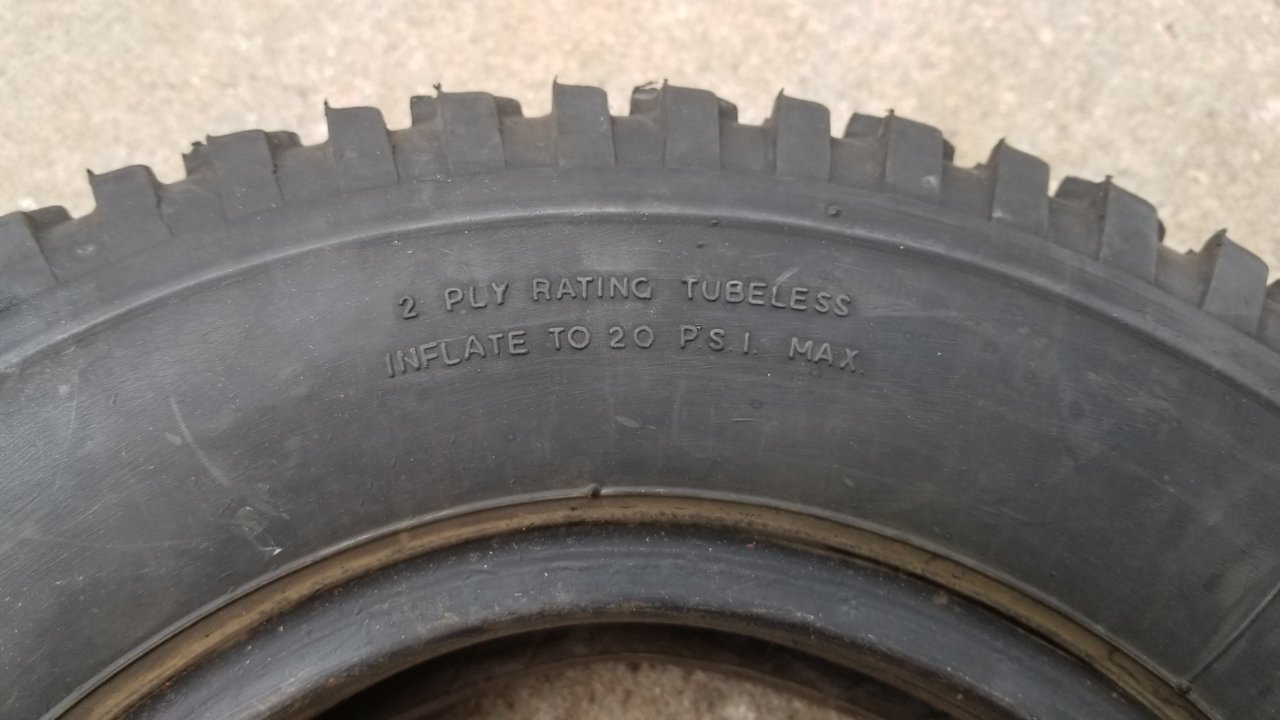 2 PLY RATING TUBELESS
INFLATE TO 20 P.S.I. MAX.